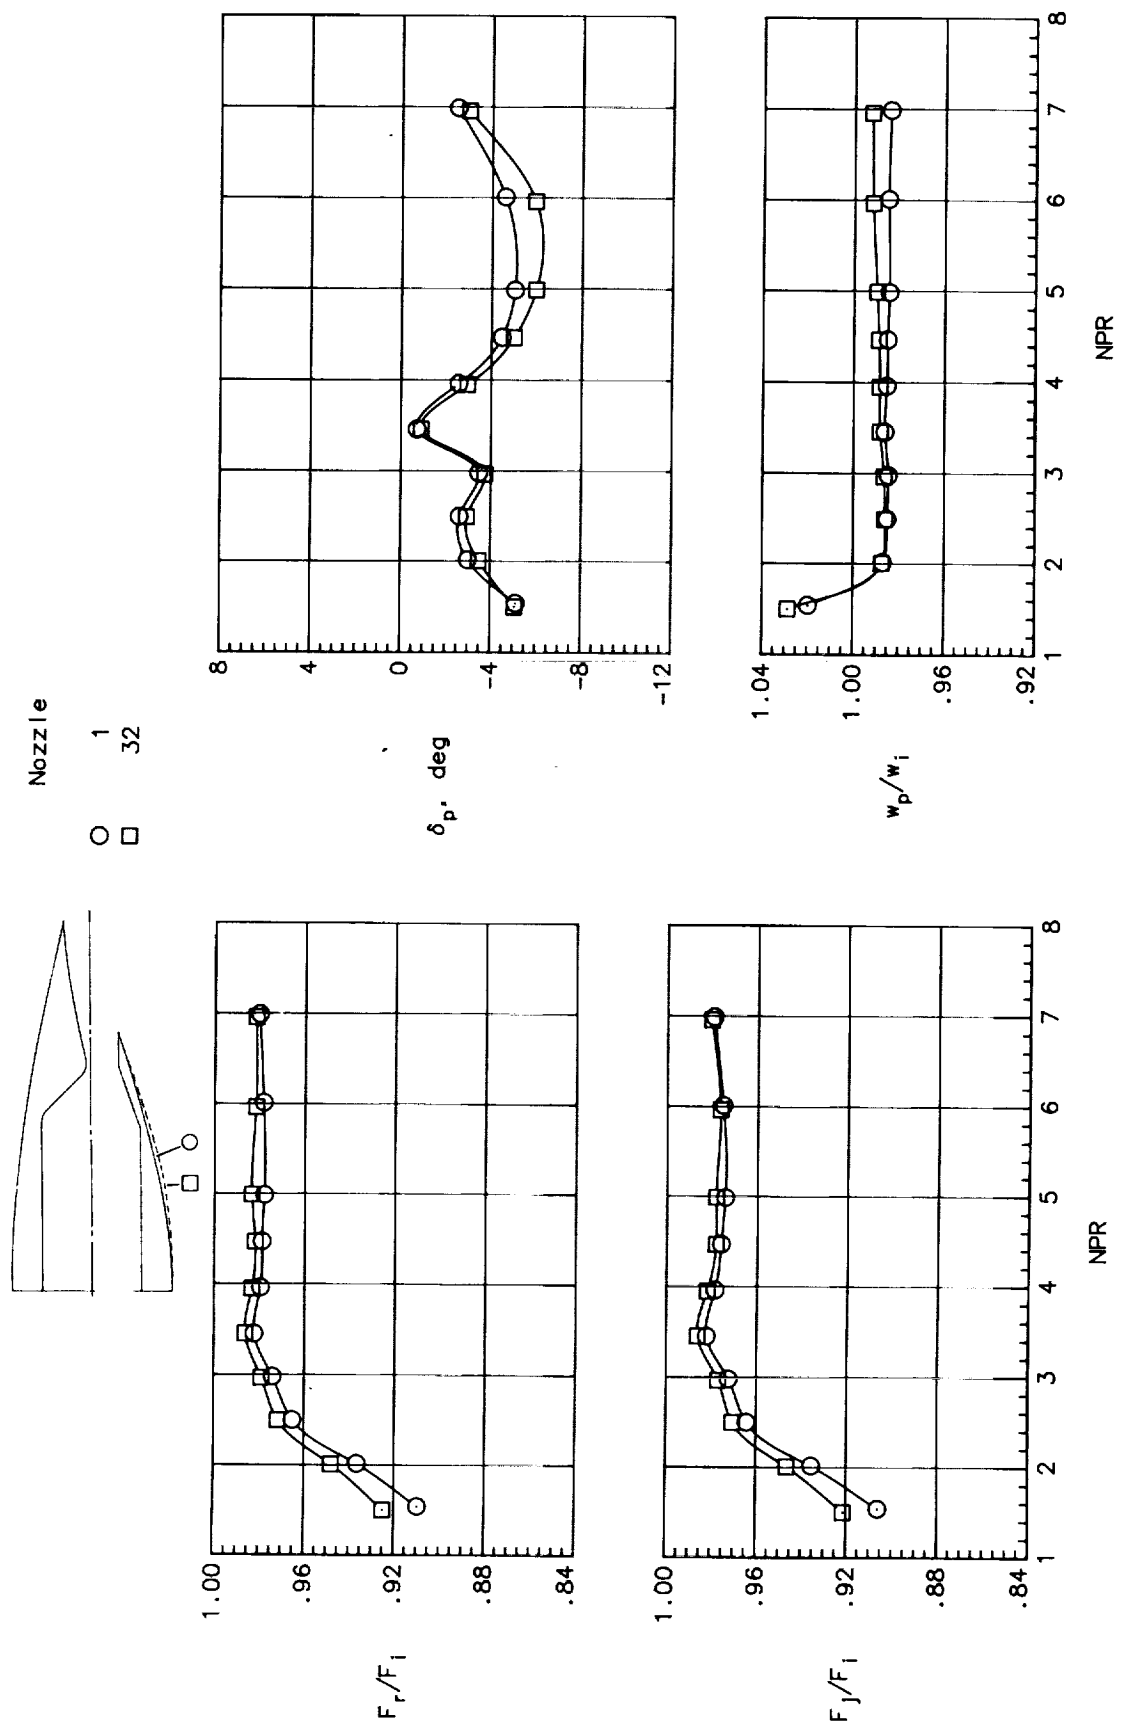 Nozzle
1
32
1.00
.96
.92
.88
.84
F_r/F_i
1.00
.96
.92
.88
.84
F_j/F_i
1 2 3 4 5 6 7 8
NPR
8
4
0
-4
-8
-12
δ_p, deg
1.04
1.00
.96
.92
w_p/w_i
1 2 3 4 5 6 7 8
NPR